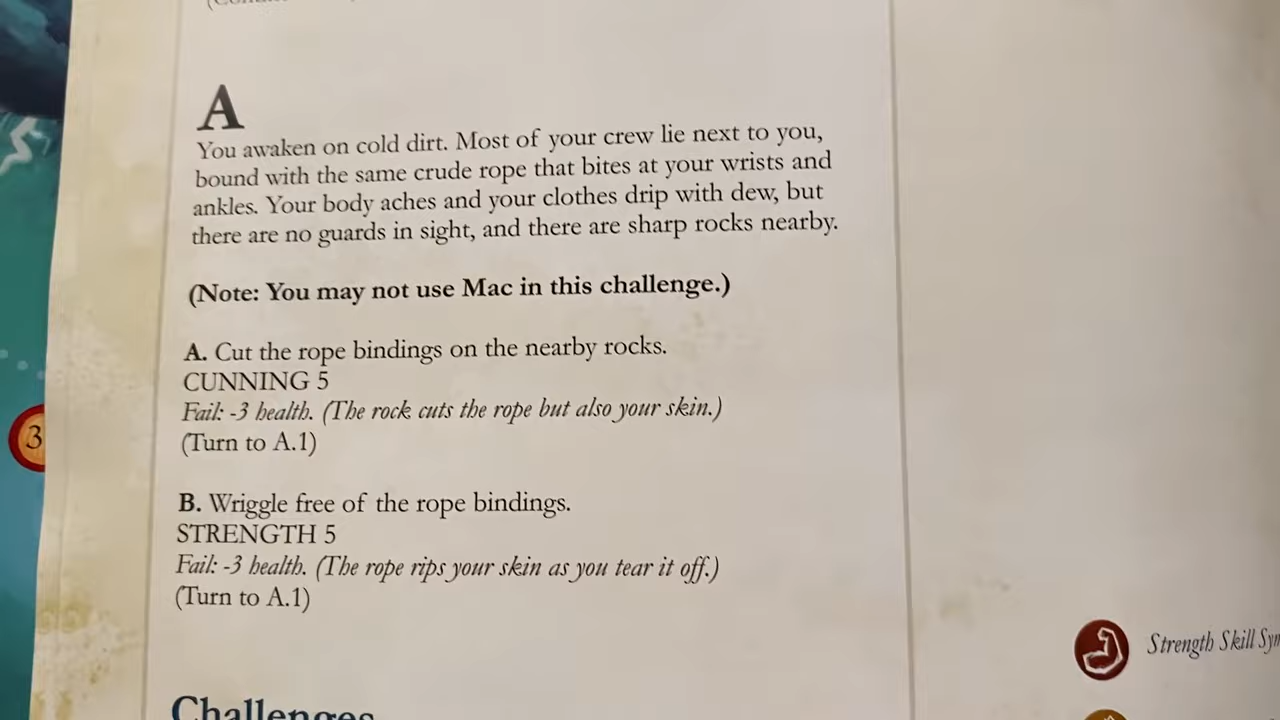 A
You awaken on cold dirt. Most of your crew lie next to you,
bound with the same crude rope that bites at your wrists and
ankles. Your body aches and your clothes drip with dew, but
there are no guards in sight, and there are sharp rocks nearby.
(Note: You may not use Mac in this challenge.)
A. Cut the rope bindings on the nearby rocks.
CUNNING 5
Fail: -3 health. (The rock cuts the rope but also your skin.)
(Turn to A.1)
3
B. Wriggle free of the rope bindings.
STRENGTH 5
Fail: -3 health. (The rope rips your skin as you tear it off.)
(Turn to A.1)
Strength Skill
Challenges